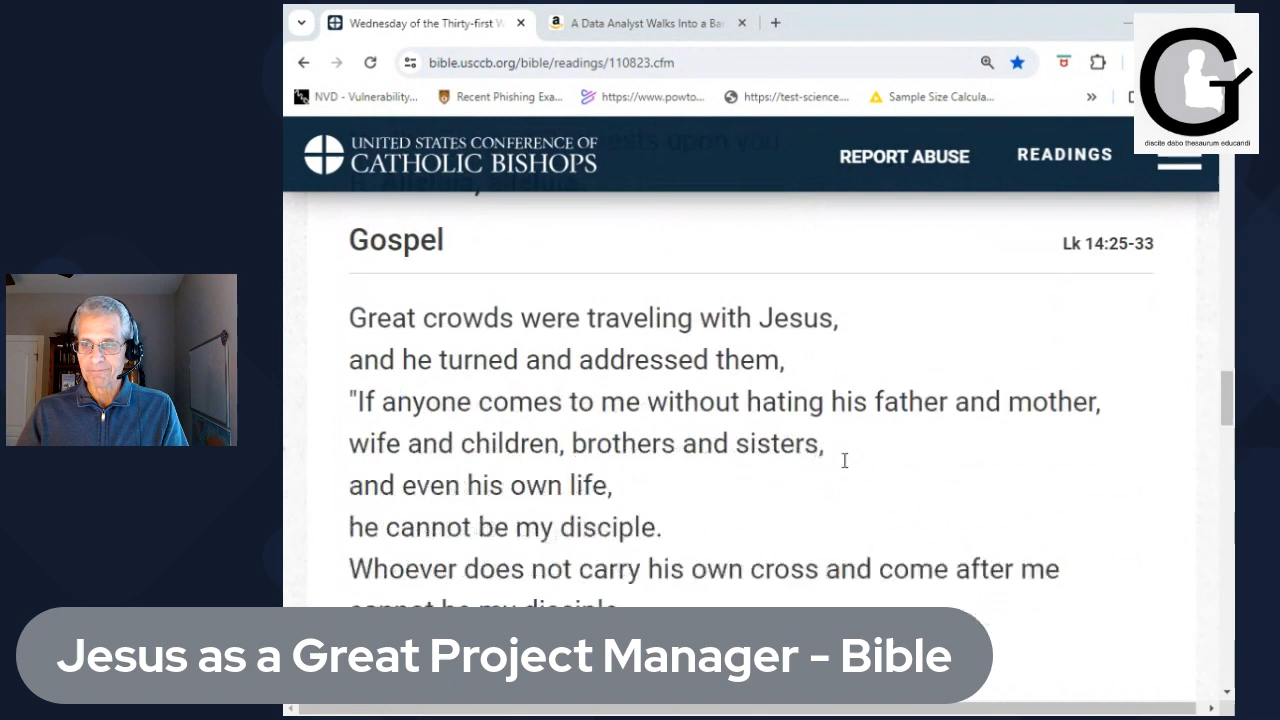 Wednesday of the Thirty-first W
A Data Analyst Walks Into a Ba
bible.usccb.org/bible/readings/110823.cfm
NVD - Vulnerability...
Recent Phishing Exa...
https://www.powto...
https://test-science....
Sample Size Calcula...
»
G
discite dabo thesaurum educandi
UNITED STATES CONFERENCE OF
CATHOLIC BISHOPS
REPORT ABUSE
READINGS
Gospel
Lk 14:25-33
Great crowds were traveling with Jesus,
and he turned and addressed them,
"If anyone comes to me without hating his father and mother,
wife and children, brothers and sisters,
and even his own life,
he cannot be my disciple.
Whoever does not carry his own cross and come after me
cannot be my disciple.
Jesus as a Great Project Manager - Bible